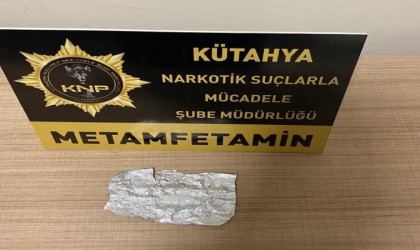 KNP
KÜTAHYA
NARKOTİK SUÇLARLA
MÜCADELE
ŞUBE MÜDÜRLÜĞÜ
METAMFETAMİN